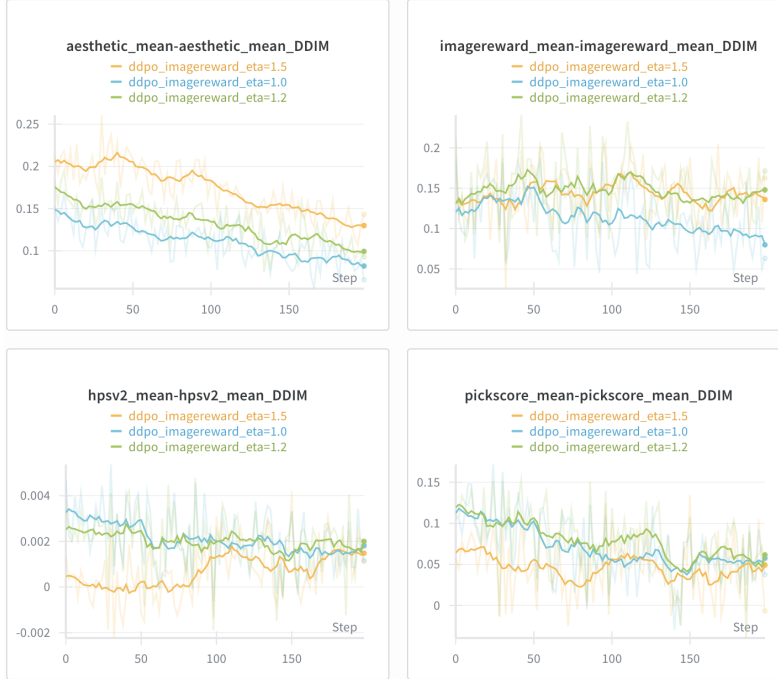 aesthetic_mean-aesthetic_mean_DDIM
ddpo_imagereward_eta=1.5
ddpo_imagereward_eta=1.0
ddpo_imagereward_eta=1.2
0.25
0.2
0.15
0.1
Step
0 50 100 150
imagereward_mean-imagereward_mean_DDIM
ddpo_imagereward_eta=1.5
ddpo_imagereward_eta=1.0
ddpo_imagereward_eta=1.2
0.2
0.15
0.1
0.05
Step
0 50 100 150
hpsv2_mean-hpsv2_mean_DDIM
ddpo_imagereward_eta=1.5
ddpo_imagereward_eta=1.0
ddpo_imagereward_eta=1.2
0.004
0.002
0
-0.002
Step
0 50 100 150
pickscore_mean-pickscore_mean_DDIM
ddpo_imagereward_eta=1.5
ddpo_imagereward_eta=1.0
ddpo_imagereward_eta=1.2
0.15
0.1
0.05
0
Step
0 50 100 150